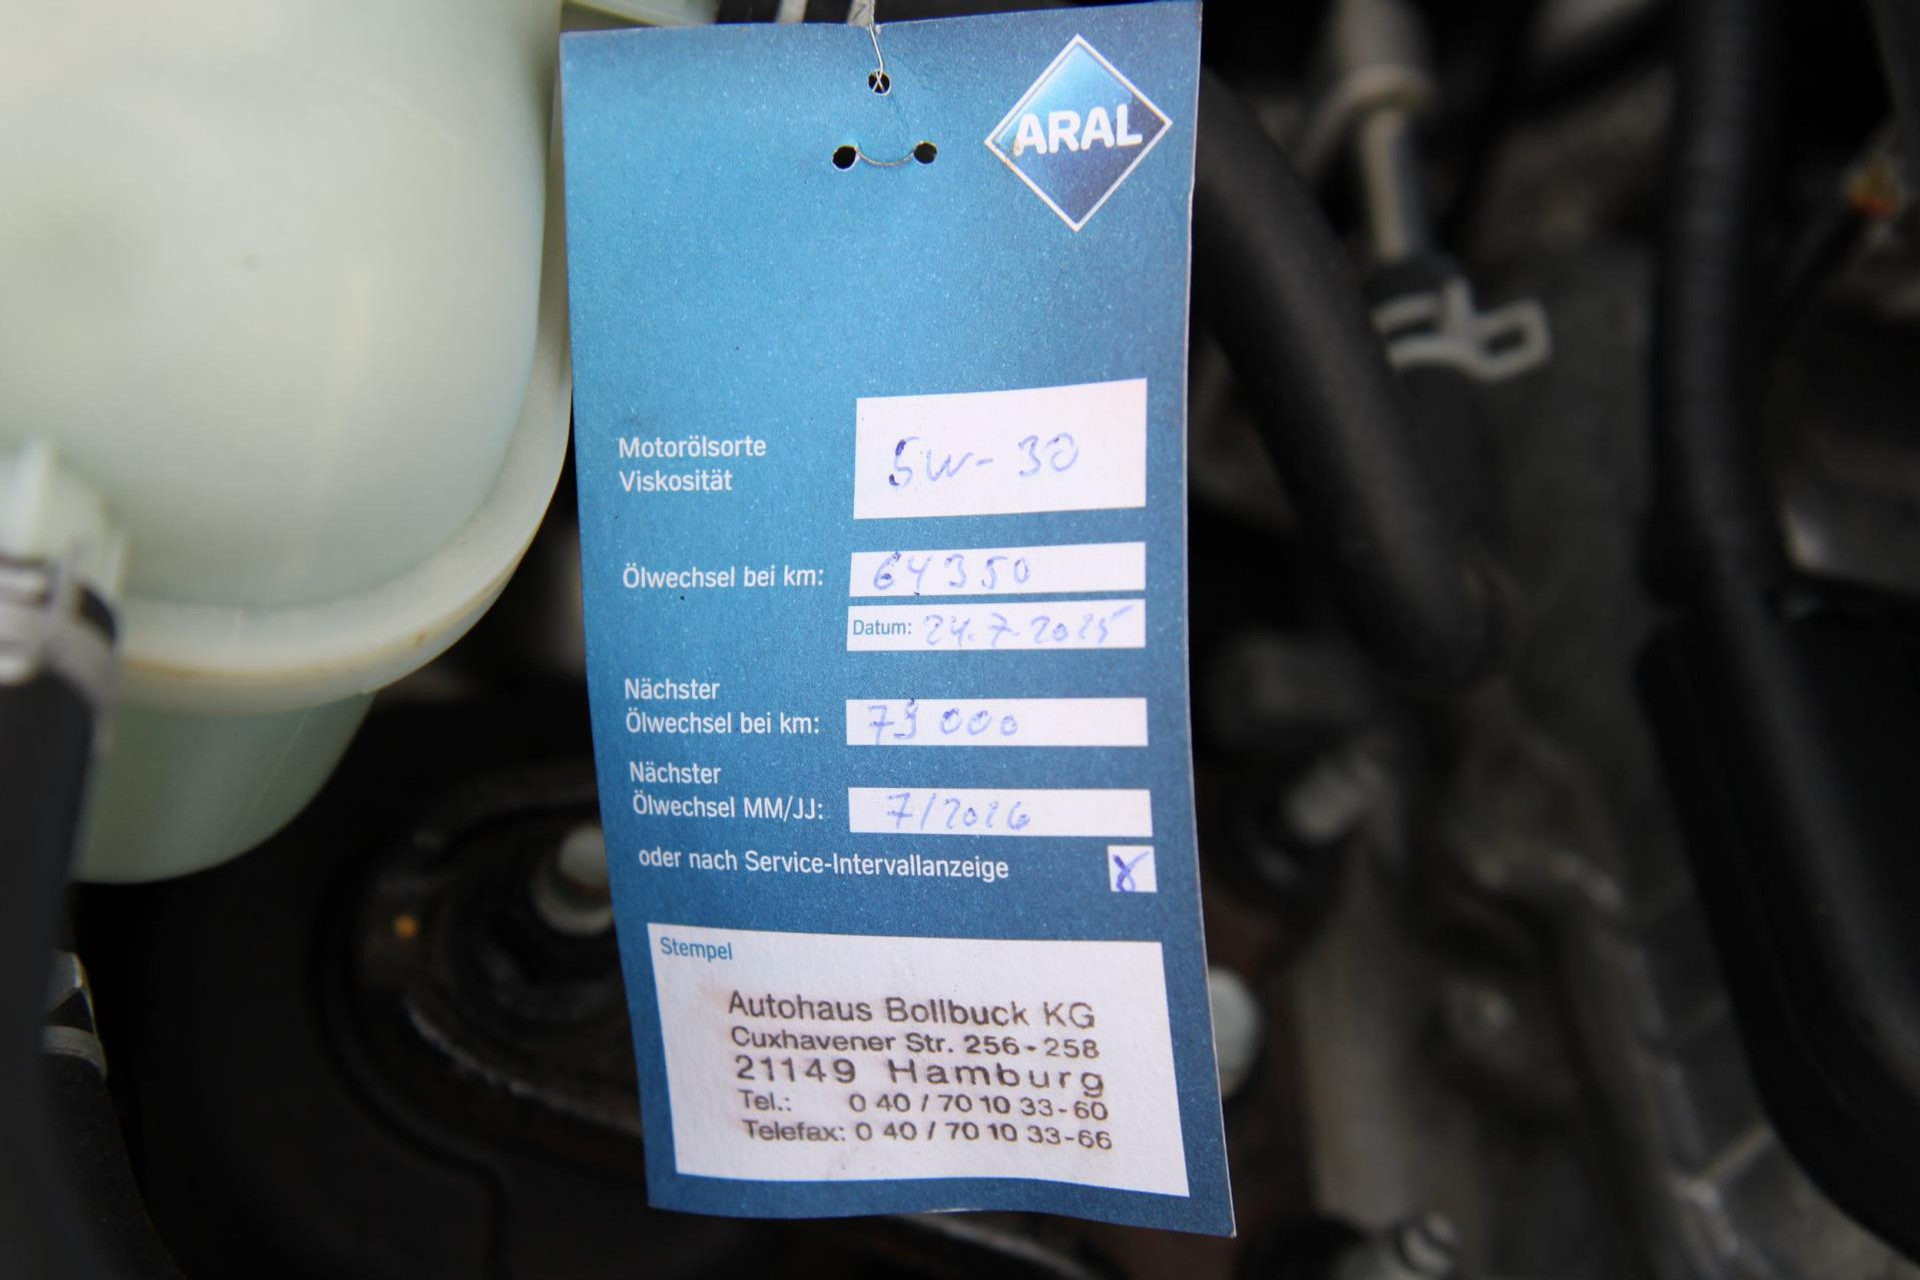 ARAL
Motorölsorte
Viskosität
5W-30
Ölwechsel bei km: 64350
Datum: 24.7.2025
Nächster
Ölwechsel bei km: 79000
Nächster
Ölwechsel MM/JJ: 7/2026
oder nach Service-Intervallanzeige X
Stempel
Autohaus Bollbuck KG
Cuxhavener Str. 256-258
21149 Hamburg
Tel.: 0 40 / 70 10 33-60
Telefax: 0 40 / 70 10 33-66